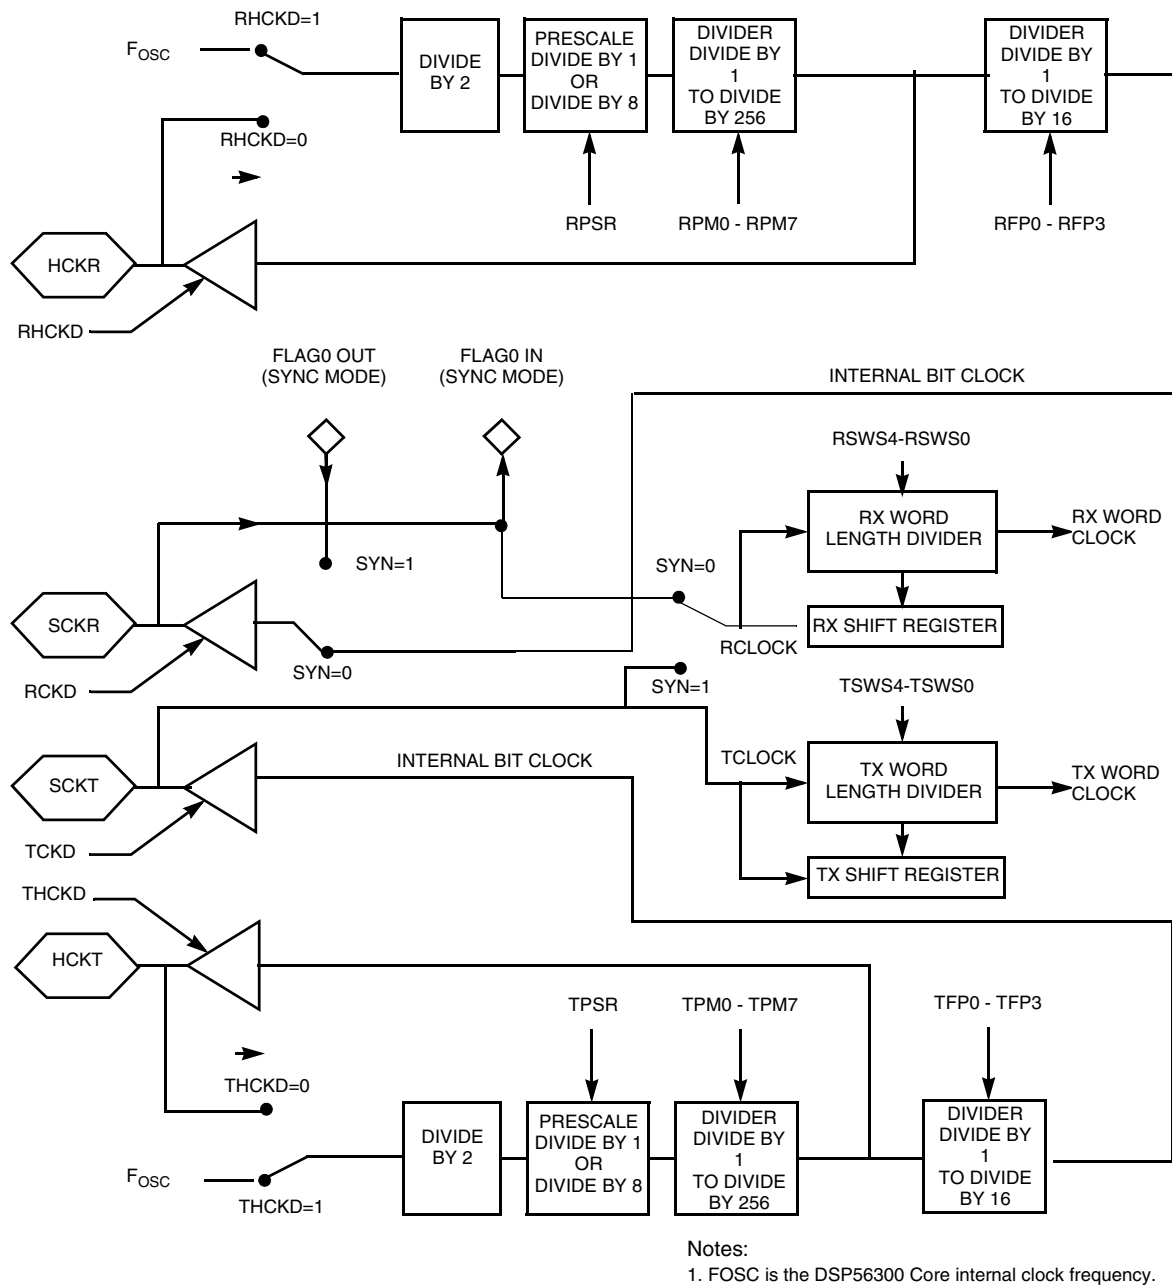 RHCKD=1
FOSC
DIVIDE
BY 2
PRESCALE
DIVIDE BY 1
OR
DIVIDE BY 8
DIVIDER
DIVIDE BY
1
TO DIVIDE
BY 256
DIVIDER
DIVIDE BY
1
TO DIVIDE
BY 16
RHCKD=0
RPSR
RPM0 - RPM7
RFP0 - RFP3
HCKR
RHCKD
FLAG0 OUT
(SYNC MODE)
FLAG0 IN
(SYNC MODE)
INTERNAL BIT CLOCK
RSWS4-RSWS0
RX WORD
LENGTH DIVIDER
RX WORD
CLOCK
SYN=1
SYN=0
SCKR
RX SHIFT REGISTER
RCLOCK
SYN=0
RCKD
SYN=1
TSWS4-TSWS0
INTERNAL BIT CLOCK
TCLOCK
SCKT
TX WORD
LENGTH DIVIDER
TX WORD
CLOCK
TCKD
TX SHIFT REGISTER
THCKD
HCKT
TPSR
TPM0 - TPM7
TFP0 - TFP3
THCKD=0
DIVIDE
BY 2
PRESCALE
DIVIDE BY 1
OR
DIVIDE BY 8
DIVIDER
DIVIDE BY
1
TO DIVIDE
BY 256
DIVIDER
DIVIDE BY
1
TO DIVIDE
BY 16
FOSC
THCKD=1
Notes:
1. FOSC is the DSP56300 Core internal clock frequency.